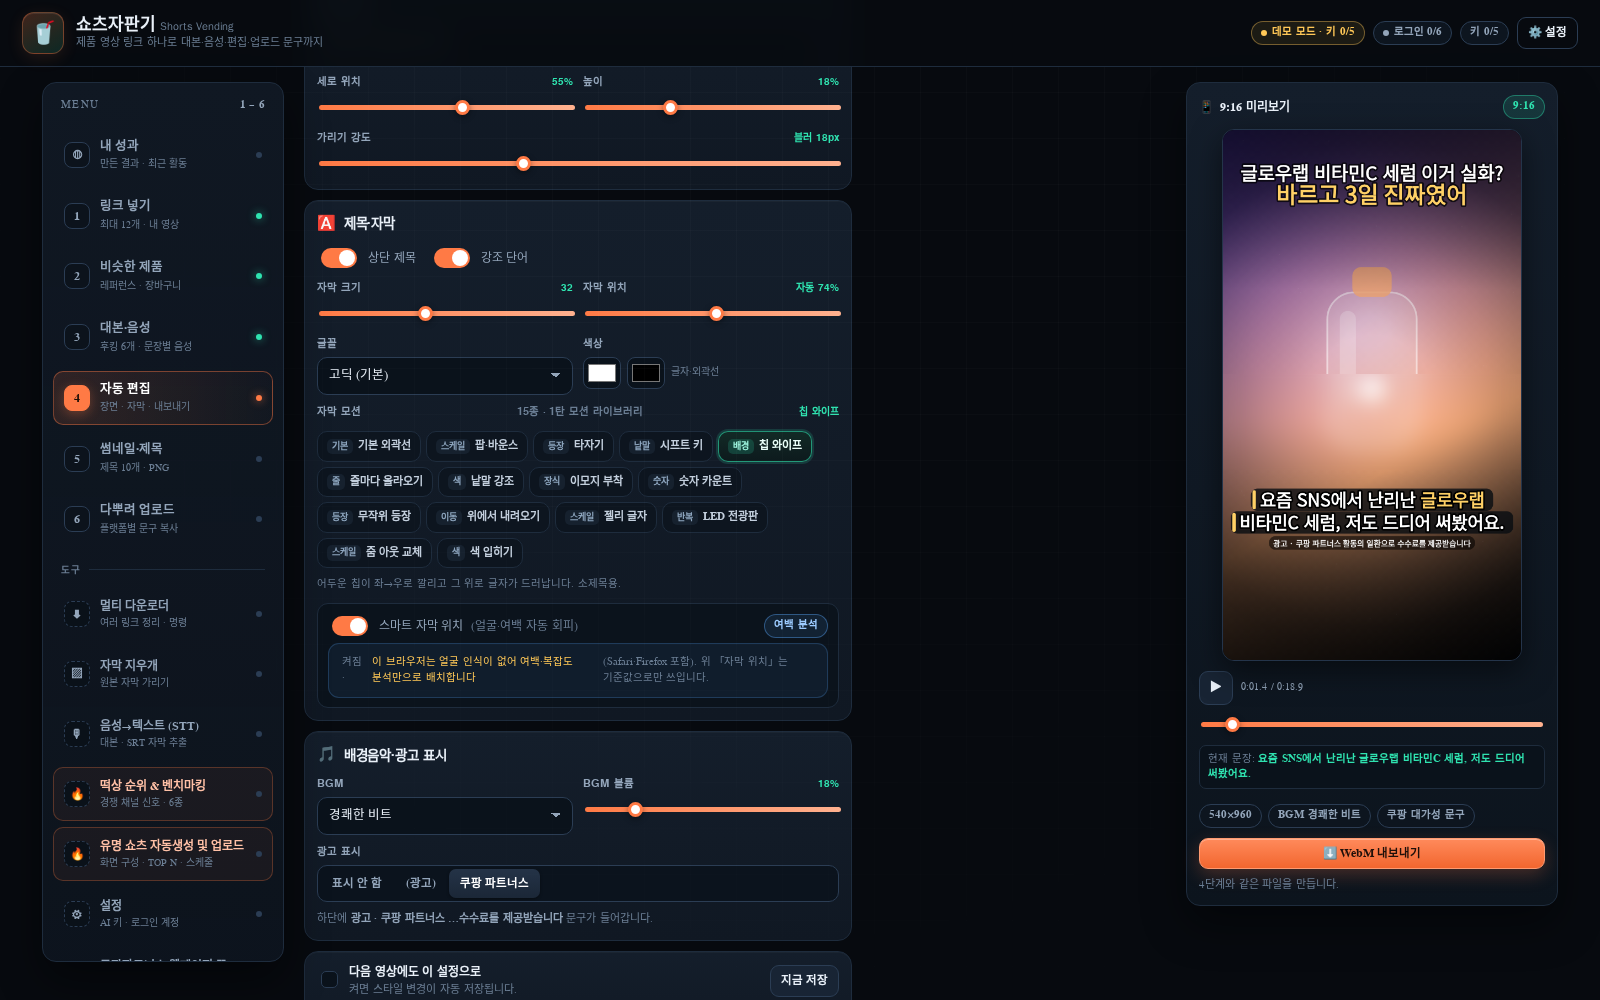 쇼츠자판기 Shorts Vending
제품 영상 링크 하나로 대본·음성·편집·업로드 문구까지
데모 모드 · 키 0/5
로그인 0/6
키 0/5
설정
MENU
1 – 6
내 성과
만든 결과 · 최근 활동
1
링크 넣기
최대 12개 · 내 영상
2
비슷한 제품
레퍼런스 · 장바구니
3
대본·음성
후킹 6개 · 문장별 음성
4
자동 편집
장면 · 자막 · 내보내기
5
썸네일·제목
제목 10개 · PNG
6
다뿌려 업로드
플랫폼별 문구 복사
도구
멀티 다운로더
여러 링크 정리 · 명령
자막 지우개
원본 자막 가리기
음성→텍스트 (STT)
대본 · SRT 자막 추출
떡상 순위 & 벤치마킹
경쟁 채널 신호 · 6종
유명 쇼츠 자동생성 및 업로드
화면 구성 · TOP N · 스케줄
설정
AI 키 · 로그인 계정
세로 위치
55%
높이
18%
가리기 강도
블러 18px
A
제목·자막
상단 제목
강조 단어
자막 크기
32
자막 위치
자동 74%
글꼴
색상
고딕 (기본)
글자·외곽선
자막 모션
15종 · 1탄 모션 라이브러리
칩 와이프
기본 기본 외곽선
스케일 팝·바운스
등장 타자기
낱말 시프트 키
배경 칩 와이프
줄 줄마다 올라오기
색 낱말 강조
장식 이모지 부착
숫자 숫자 카운트
등장 무작위 등장
이동 위에서 내려오기
스케일 젤리 글자
반복 LED 전광판
스케일 줌 아웃 교체
색 색 입히기
어두운 칩이 좌→우로 깔리고 그 위로 글자가 드러납니다. 소제목용.
스마트 자막 위치 (얼굴·여백 자동 회피)
여백 분석
켜짐 ·
이 브라우저는 얼굴 인식이 없어 여백·복잡도
분석만으로 배치합니다
(Safari·Firefox 포함). 위 「자막 위치」는
기준값으로만 쓰입니다.
배경음악·광고 표시
BGM
BGM 볼륨
18%
경쾌한 비트
광고 표시
표시 안 함
(광고)
쿠팡 파트너스
하단에 광고 · 쿠팡 파트너스 …수수료를 제공받습니다 문구가 들어갑니다.
다음 영상에도 이 설정으로
켜면 스타일 변경이 자동 저장됩니다.
지금 저장
9:16 미리보기
9:16
글로우랩 비타민C 세럼 이거 실화?
바르고 3일 진짜였어
요즘 SNS에서 난리난 글로우랩
비타민C 세럼, 저도 드디어 써봤어요.
광고 · 쿠팡 파트너스 활동의 일환으로 수수료를 제공받습니다
0:01.4 / 0:18.9
현재 문장: 요즘 SNS에서 난리난 글로우랩 비타민C 세럼, 저도 드디어
써봤어요.
540×960
BGM 경쾌한 비트
쿠팡 대가성 문구
WebM 내보내기
4단계와 같은 파일을 만듭니다.